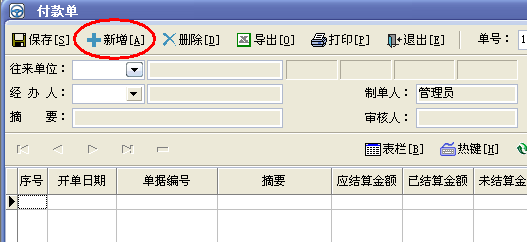 付款单
保存[S] 新增[A] 删除[D] 导出[O] 打印[P] 退出[E] 单号： 1
往来单位：
经 办 人： 制单人： 管理员
摘 要： 审核人：
表栏[B] 热键[H]
序号 开单日期 单据编号 摘要 应结算金额 已结算金额 未结算金